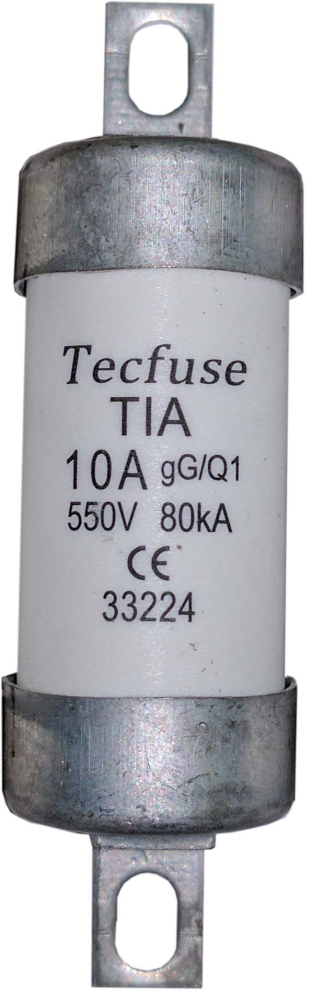 Tecfuse
TIA
10A gG/Q1
550V 80kA
CE
33224